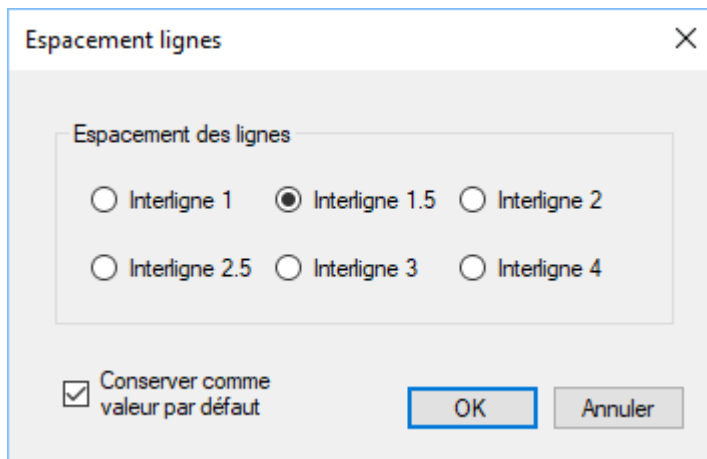 Espacement lignes
Espacement des lignes
Interligne 1 Interligne 1.5 Interligne 2
Interligne 2.5 Interligne 3 Interligne 4
Conserver comme
valeur par défaut
OK Annuler